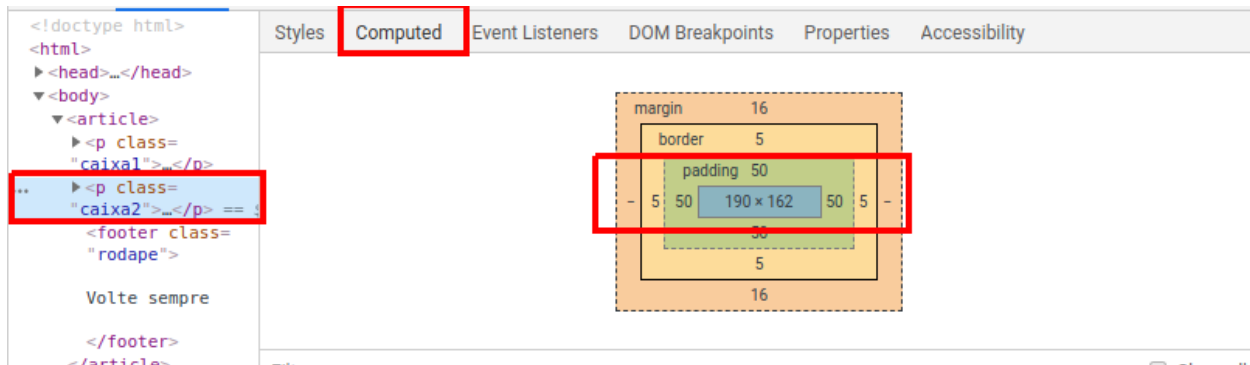 <!doctype html>
<html>
▶<head>…</head>
▼<body>
▼<article>
▶<p class=
"caixa1">…</p>
... ▶<p class=
"caixa2">…</p> ==
<footer class=
"rodape">
Volte sempre
</footer>
</article>
Styles Computed Event Listeners DOM Breakpoints Properties Accessibility
margin 16
border 5
padding 50
– 5 50 190 × 162 50 5 –
50
5
16